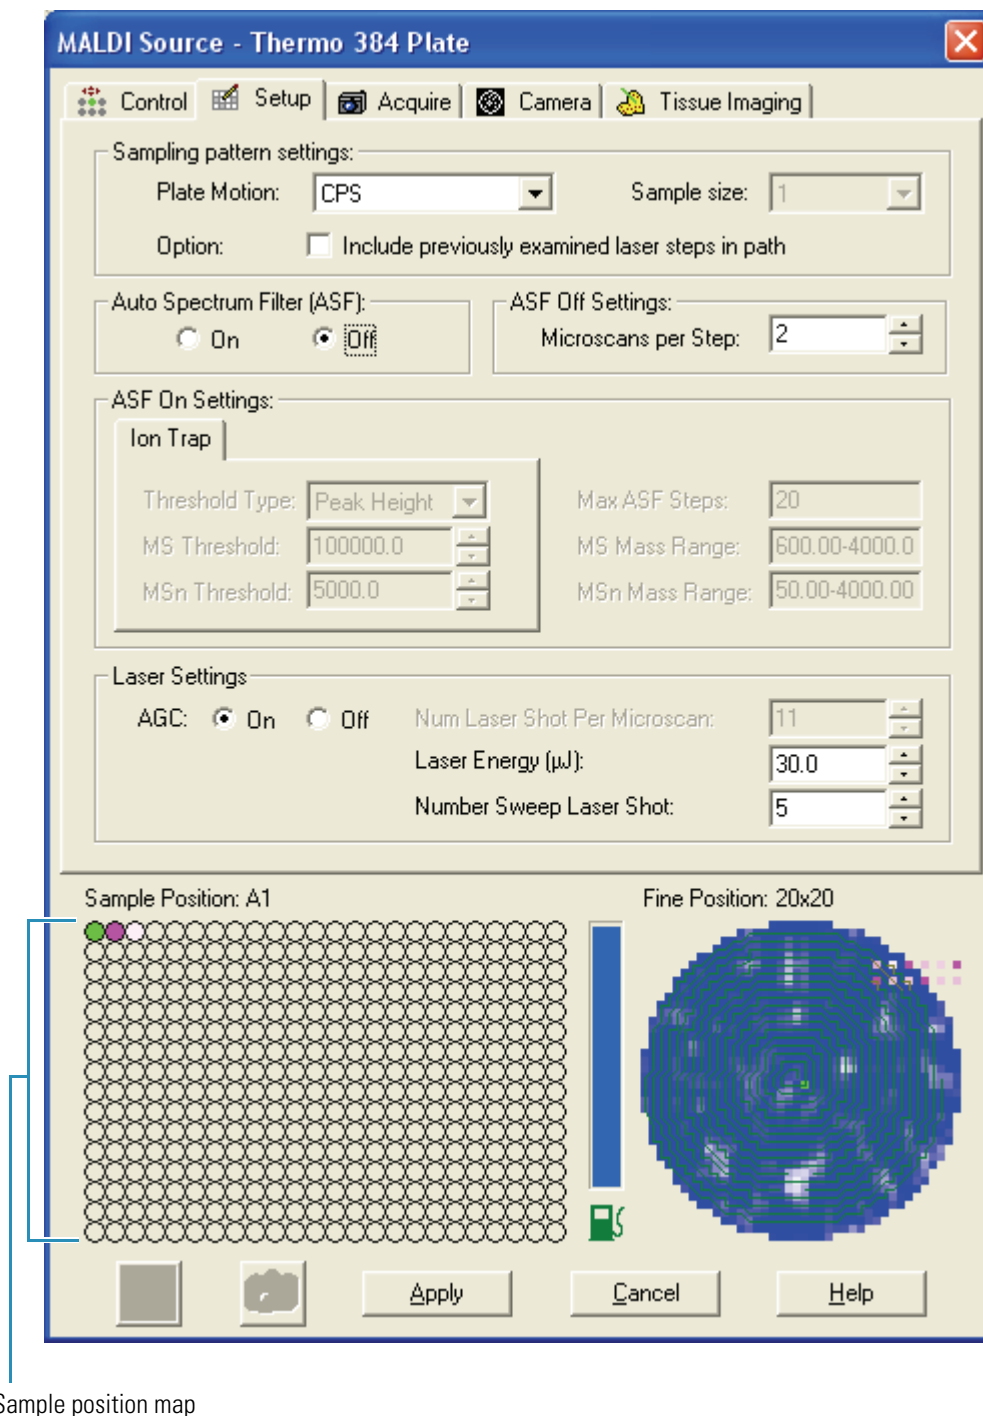 MALDI Source - Thermo 384 Plate
Control Setup Acquire Camera Tissue Imaging
Sampling pattern settings:
Plate Motion: CPS Sample size: 1
Option: Include previously examined laser steps in path
Auto Spectrum Filter (ASF): ASF Off Settings:
On Off Microscans per Step: 2
ASF On Settings:
Ion Trap
Threshold Type: Peak Height Max ASF Steps: 20
MS Threshold: 100000.0 MS Mass Range: 600.00-4000.0
MSn Threshold: 5000.0 MSn Mass Range: 50.00-4000.00
Laser Settings
AGC: On Off Num Laser Shot Per Microscan: 11
Laser Energy (µJ): 30.0
Number Sweep Laser Shot: 5
Sample Position: A1 Fine Position: 20x20
Apply Cancel Help
Sample position map